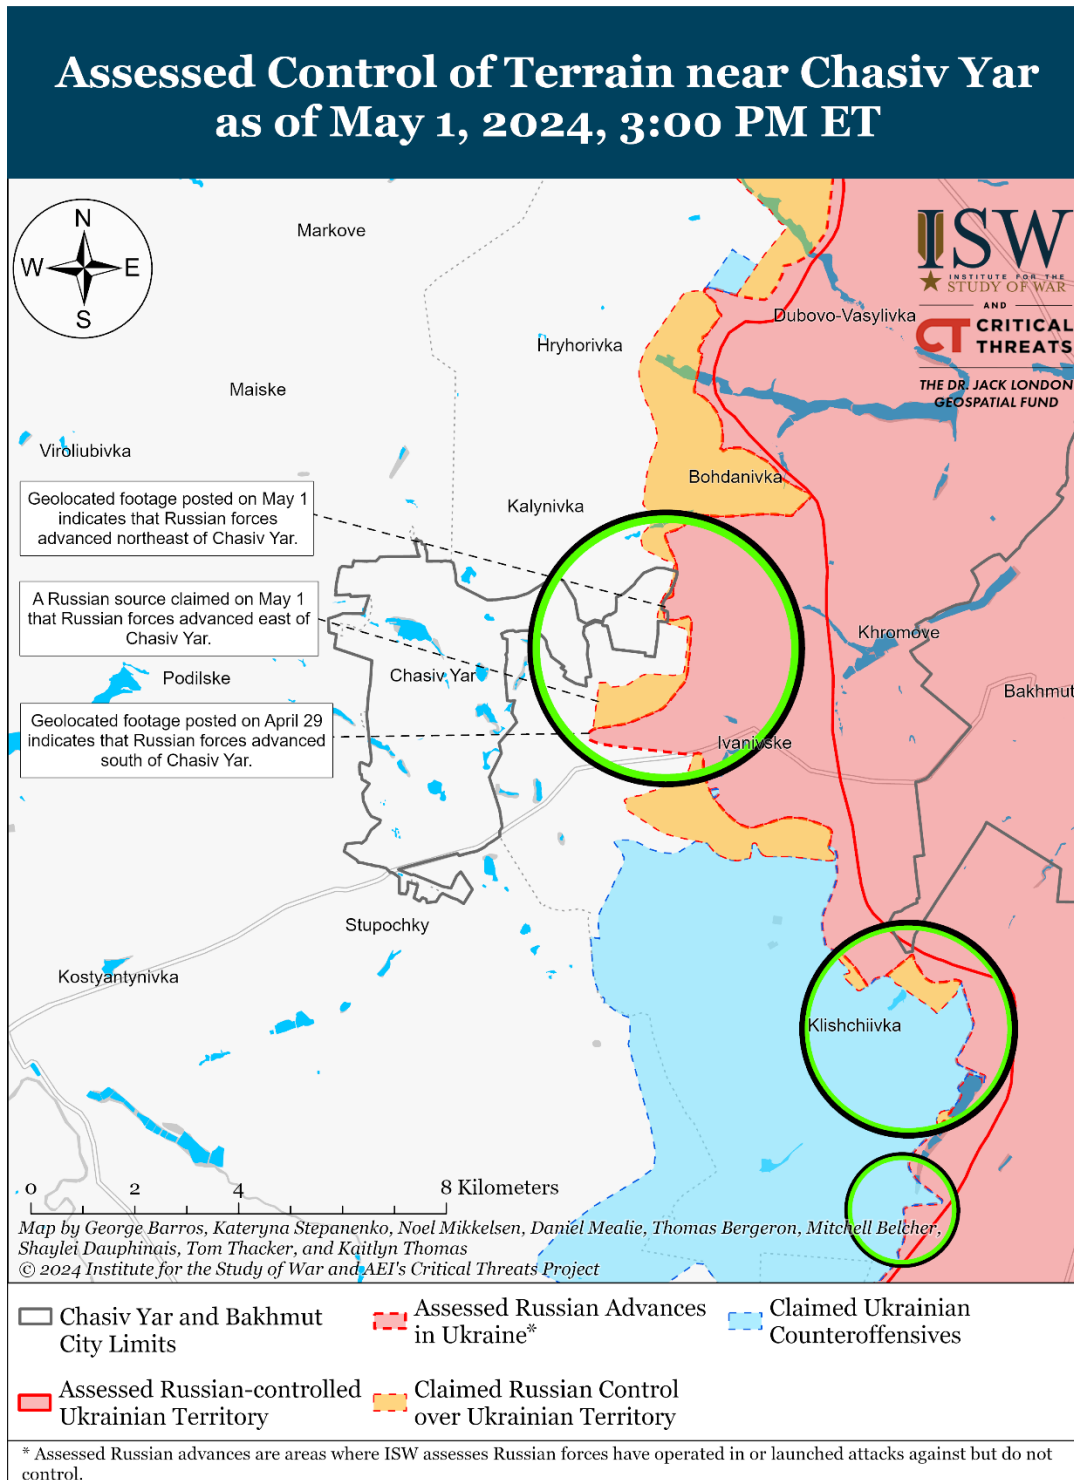 Assessed Control of Terrain near Chasiv Yar
as of May 1, 2024, 3:00 PM ET
N
W
E
S
Markove
ISW
INSTITUTE FOR THE
STUDY OF WAR
AND
CT CRITICAL
THREATS
THE DR. JACK LONDON
GEOSPATIAL FUND
Dubovo-Vasylivka
Hryhorivka
Maiske
Viroliubivka
Bohdanivka
Kalynivka
Geolocated footage posted on May 1
indicates that Russian forces
advanced northeast of Chasiv Yar.
A Russian source claimed on May 1
that Russian forces advanced east of
Chasiv Yar.
Khromove
Podilske
Chasiv Yar
Bakhmut
Geolocated footage posted on April 29
indicates that Russian forces advanced
south of Chasiv Yar.
Ivanivske
Stupochky
Kostyantynivka
Klishchiivka
0 2 4 8 Kilometers
Map by George Barros, Kateryna Stepanenko, Noel Mikkelsen, Daniel Mealie, Thomas Bergeron, Mitchell Belcher,
Shaylei Dauphinais, Tom Thacker, and Kaitlyn Thomas
© 2024 Institute for the Study of War and AEI's Critical Threats Project
Chasiv Yar and Bakhmut
City Limits
Assessed Russian Advances
in Ukraine*
Claimed Ukrainian
Counteroffensives
Assessed Russian-controlled
Ukrainian Territory
Claimed Russian Control
over Ukrainian Territory
* Assessed Russian advances are areas where ISW assesses Russian forces have operated in or launched attacks against but do not
control.